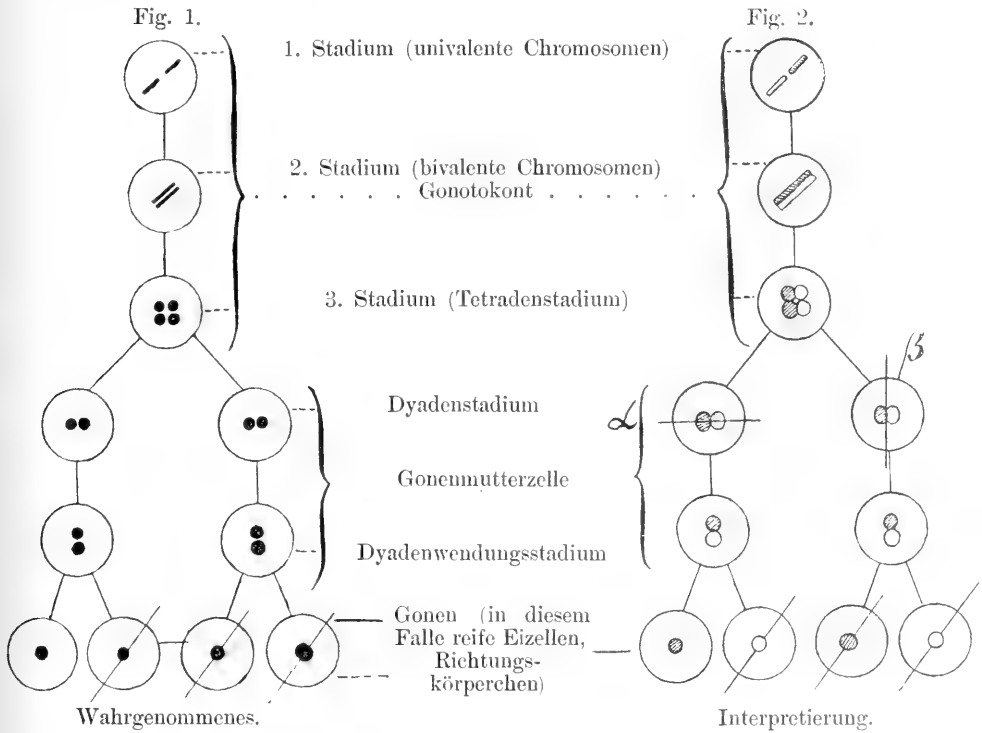 Fig. 1.
Fig. 2.
1. Stadium (univalente Chromosomen)
2. Stadium (bivalente Chromosomen)
. . . . . . Gonotokont . . . . . .
3. Stadium (Tetradenstadium)
β
Dyadenstadium
α
Gonenmutterzelle
Dyadenwendungsstadium
Gonen (in diesem
Falle reife Eizellen,
Richtungs-
körperchen)
Wahrgenommenes.
Interpretierung.